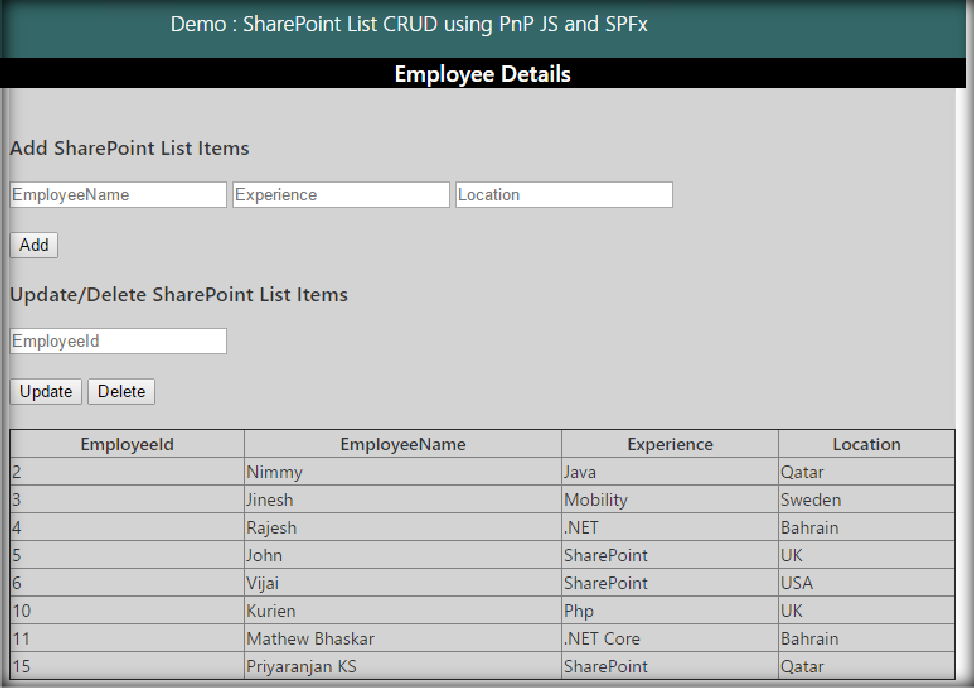 Demo : SharePoint List CRUD using PnP JS and SPFx
Employee Details
Add SharePoint List Items
EmployeeName Experience Location
Add
Update/Delete SharePoint List Items
EmployeeId
Update Delete
EmployeeId EmployeeName Experience Location
2 Nimmy Java Qatar
3 Jinesh Mobility Sweden
4 Rajesh .NET Bahrain
5 John SharePoint UK
6 Vijai SharePoint USA
10 Kurien Php UK
11 Mathew Bhaskar .NET Core Bahrain
15 Priyaranjan KS SharePoint Qatar